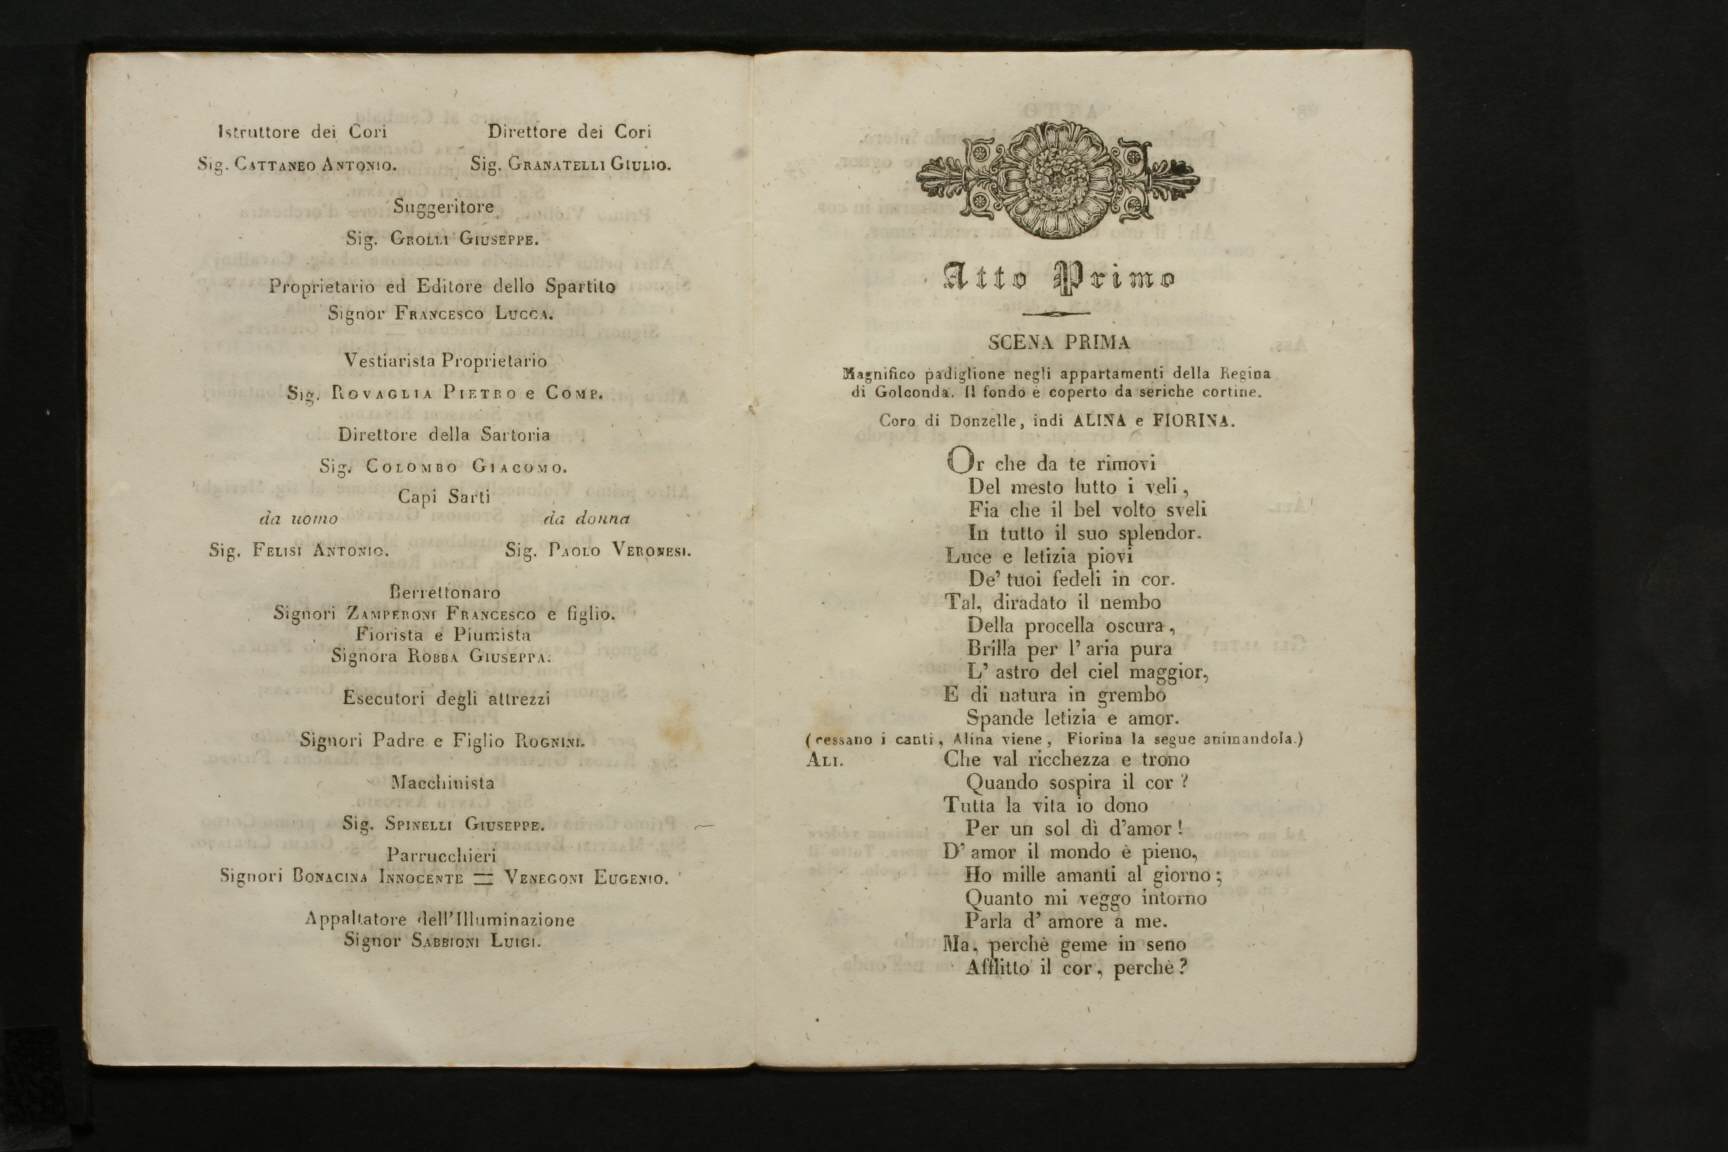 Istruttore dei Cori
Sig. CATTANEO ANTONIO.
Direttore dei Cori
Sig. GRANATELLI GIULIO.
Suggeritore
Sig. GROLLI GIUSEPPE.
Proprietario ed Editore dello Spartito
Signor FRANCESCO LUCCA.
Vestiarista Proprietario
Sig. ROVAGLIA PIETRO e COMP.
Direttore della Sartoria
Sig. COLOMBO GIACOMO.
Capi Sarti
da uomo
Sig. FELISI ANTONIO.
da donna
Sig. PAOLO VERONESI.
Berrettonaro
Signori ZAMPERONI FRANCESCO e figlio.
Fiorista e Piumista
Signora ROBBA GIUSEPPA.
Esecutori degli attrezzi
Signori Padre e Figlio ROGNINI.
Macchinista
Sig. SPINELLI GIUSEPPE.
Parrucchieri
Signori BONACINA INNOCENTE = VENEGONI EUGENIO.
Appaltatore dell'Illuminazione
Signor SABBIONI LUIGI.
Atto Primo
SCENA PRIMA
Magnifico padiglione negli appartamenti della Regina
di Golconda. Il fondo è coperto da seriche cortine.
Coro di Donzelle, indi ALINA e FIORINA.
Or che da te rimovi
Del mesto lutto i veli,
Fia che il bel volto sveli
In tutto il suo splendor.
Luce e letizia piovi
De' tuoi fedeli in cor.
Tal, diradato il nembo
Della procella oscura,
Brilla per l' aria pura
L' astro del ciel maggior,
E di natura in grembo
Spande letizia e amor.
(cessano i canti, Alina viene, Fiorina la segue animandola.)
ALI. Che val ricchezza e trono
Quando sospira il cor?
Tutta la vita io dono
Per un sol dì d'amor!
D' amor il mondo è pieno,
Ho mille amanti al giorno;
Quanto mi veggo intorno
Parla d' amore a me.
Ma, perchè geme in seno
Afflitto il cor, perchè?